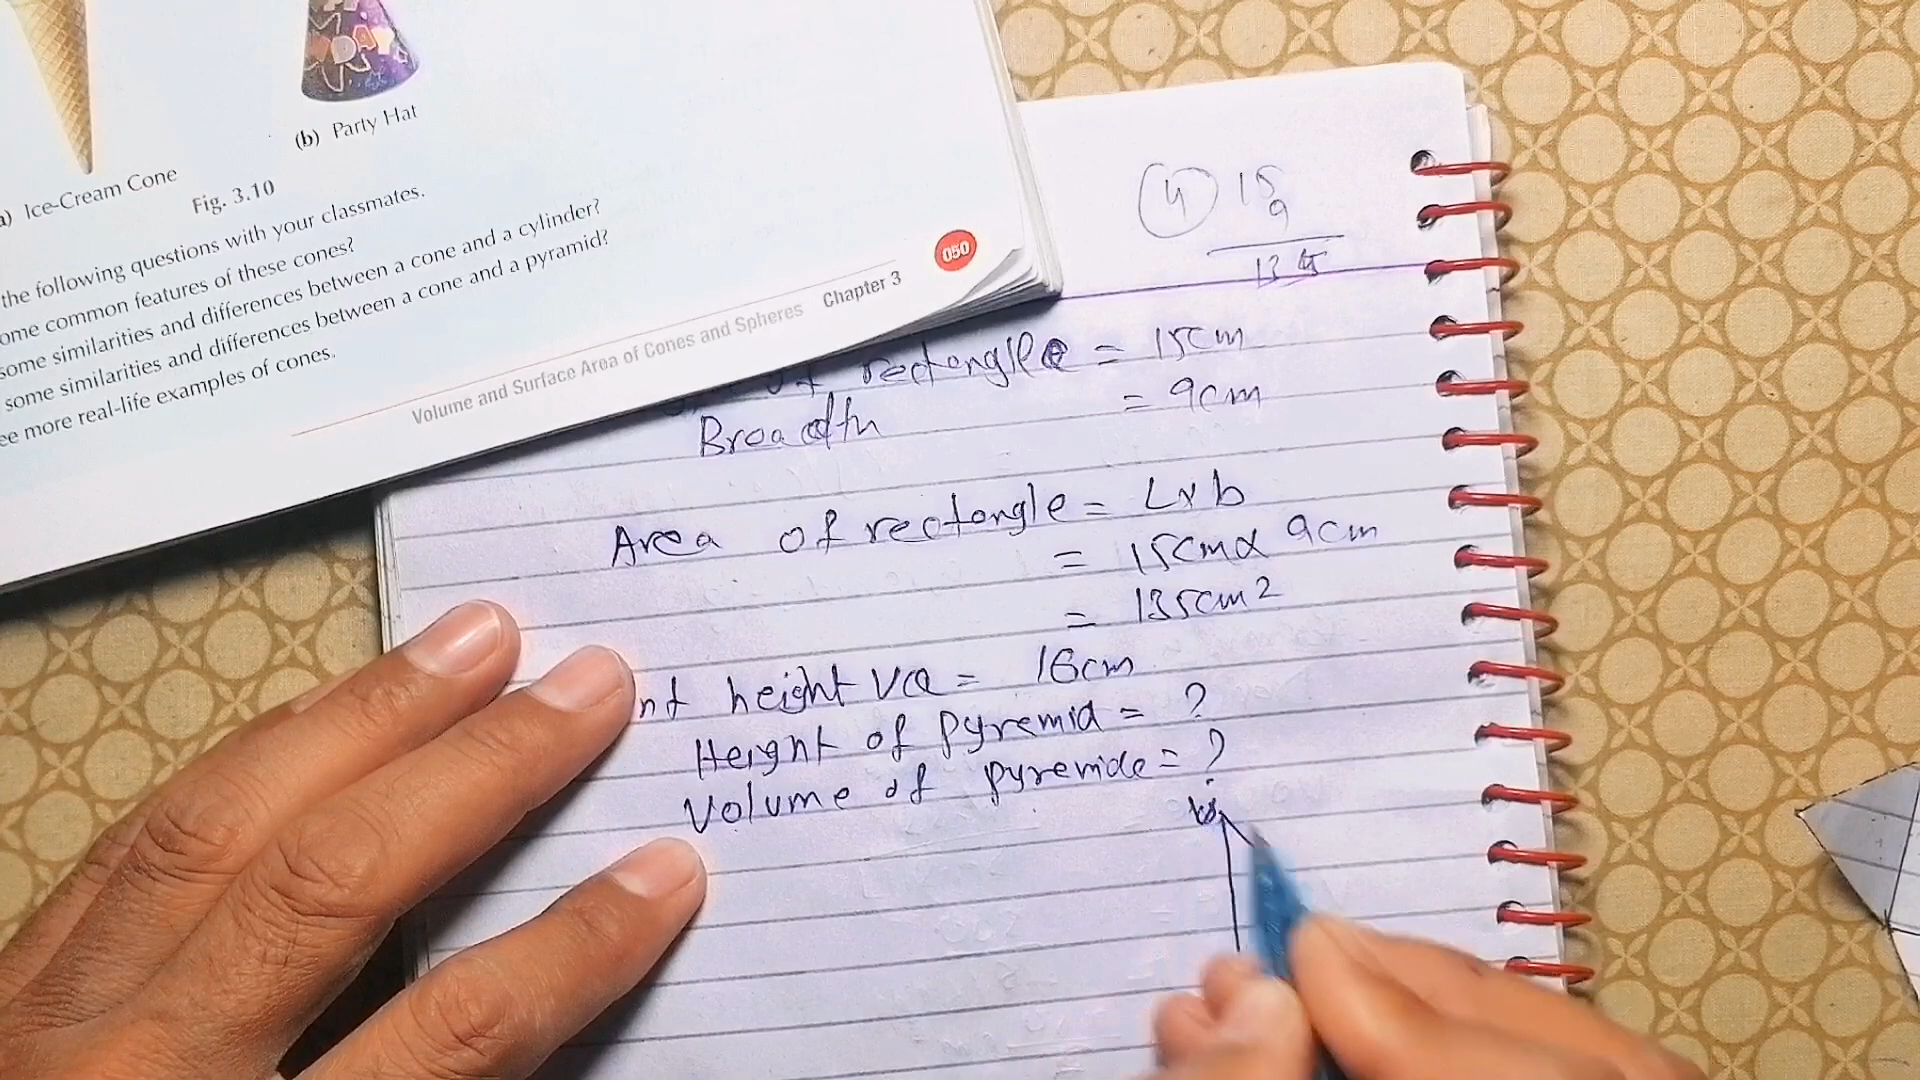 DAY
(b) Party Hat
a) Ice-Cream Cone
Fig. 3.10
the following questions with your classmates.
ome common features of these cones?
some similarities and differences between a cone and a cylinder?
some similarities and differences between a cone and a pyramid?
ee more real-life examples of cones.
Volume and Surface Area of Cones and Spheres Chapter 3
050
4 15
9
135
rectangle = 15cm
Breadth = 9cm
Area of rectangle = L x b
= 15cm x 9cm
= 135cm2
nt height VQ = 16cm
Height of pyremid = ?
Volume of pyremide = ?